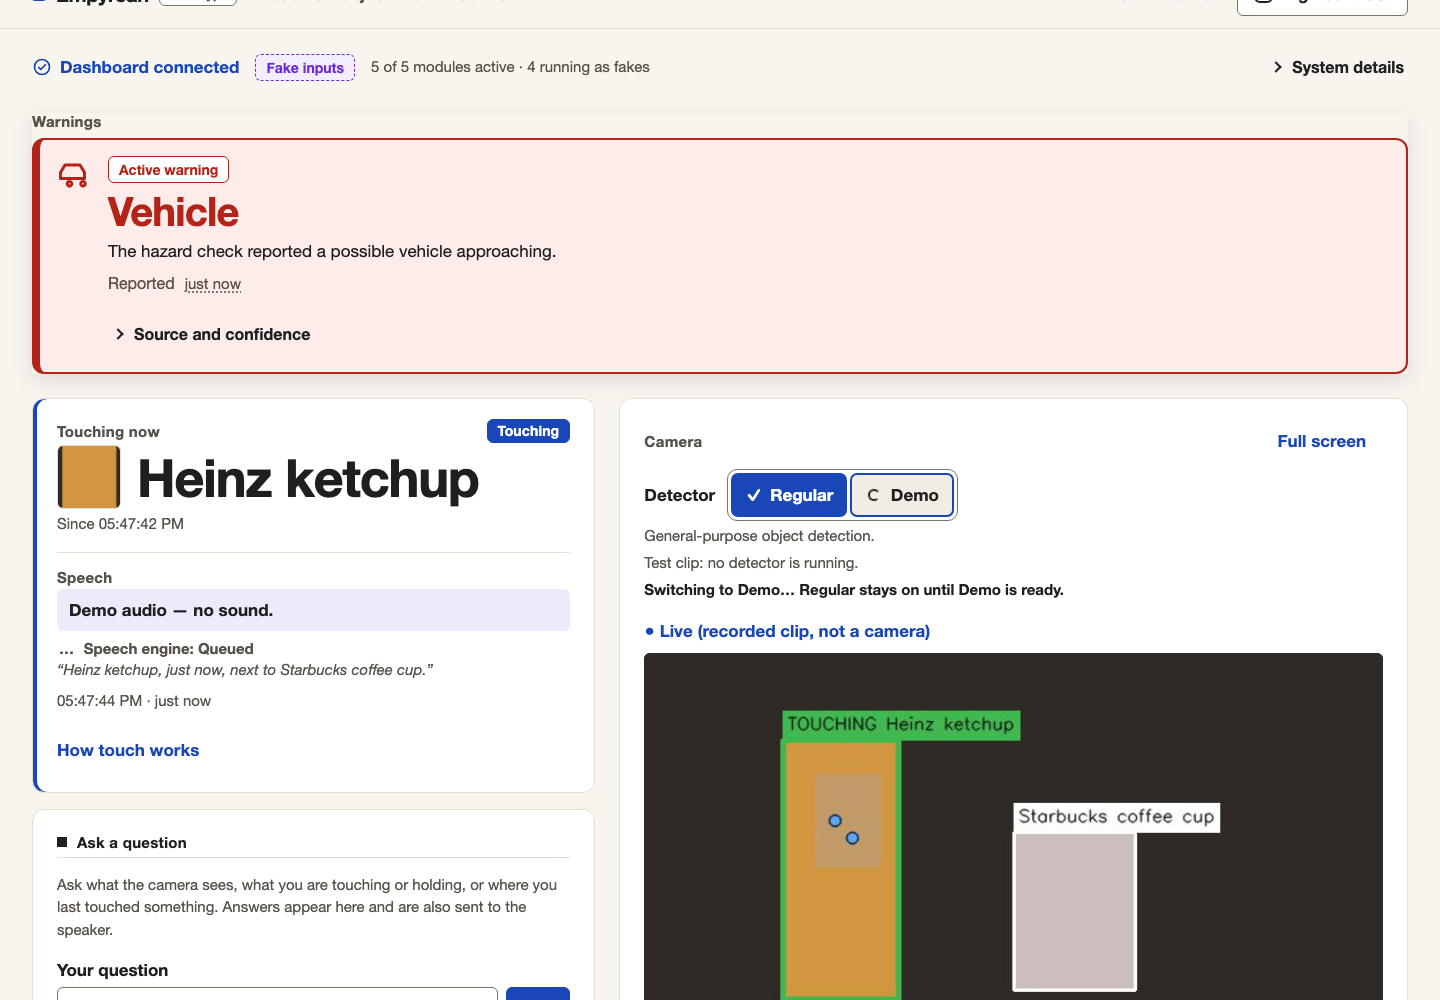 Dashboard connected
Fake inputs
5 of 5 modules active · 4 running as fakes
System details
Warnings
Active warning
Vehicle
The hazard check reported a possible vehicle approaching.
Reported just now
Source and confidence
Touching now
Touching
Heinz ketchup
Since 05:47:42 PM
Speech
Demo audio — no sound.
... Speech engine: Queued
“Heinz ketchup, just now, next to Starbucks coffee cup.”
05:47:44 PM · just now
How touch works
Ask a question
Ask what the camera sees, what you are touching or holding, or where you
last touched something. Answers appear here and are also sent to the
speaker.
Your question
Camera
Full screen
Detector
Regular
Demo
General-purpose object detection.
Test clip: no detector is running.
Switching to Demo... Regular stays on until Demo is ready.
Live (recorded clip, not a camera)
TOUCHING Heinz ketchup
Starbucks coffee cup